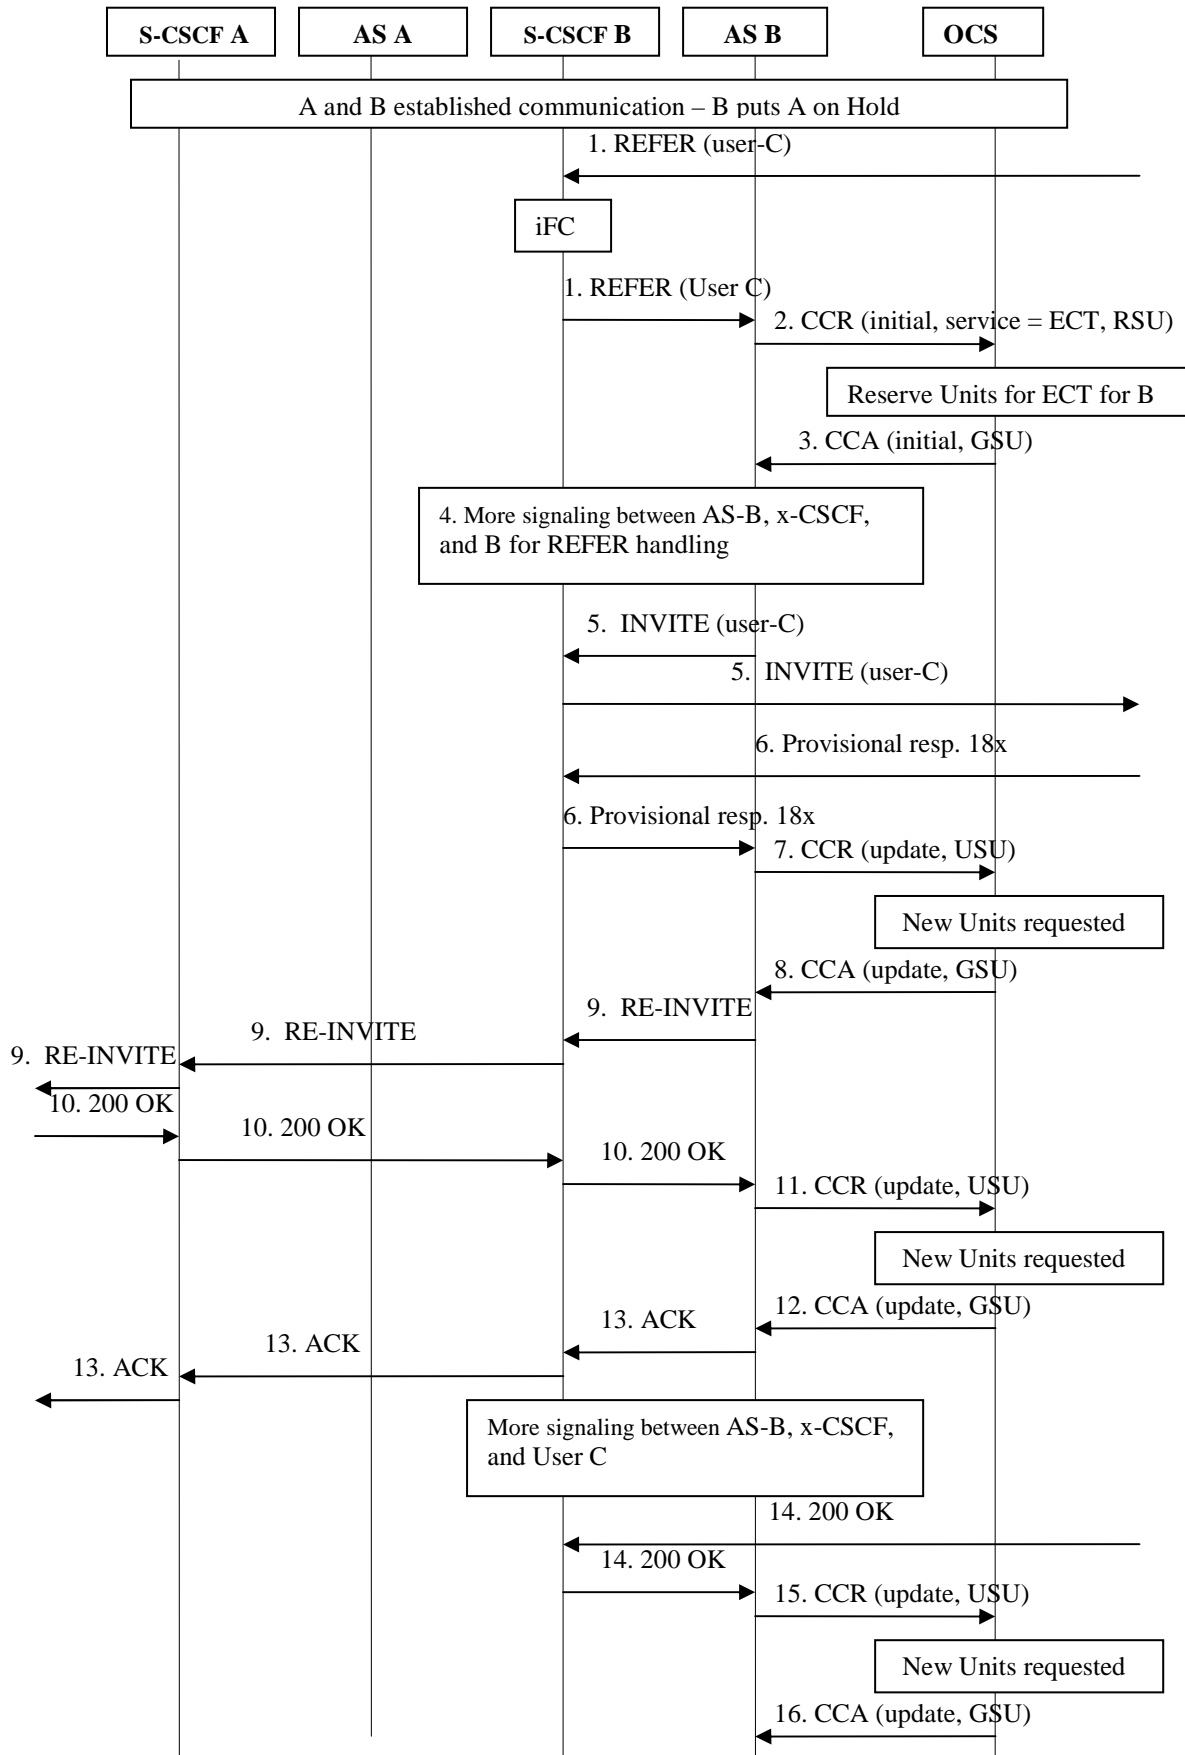 S-CSCF A
AS A
S-CSCF B
AS B
OCS
A and B established communication – B puts A on Hold
1. REFER (user-C)
iFC
1. REFER (User C)
2. CCR (initial, service = ECT, RSU)
Reserve Units for ECT for B
3. CCA (initial, GSU)
4. More signaling between AS-B, x-CSCF,
and B for REFER handling
5. INVITE (user-C)
5. INVITE (user-C)
6. Provisional resp. 18x
6. Provisional resp. 18x
7. CCR (update, USU)
New Units requested
8. CCA (update, GSU)
9. RE-INVITE
9. RE-INVITE
9. RE-INVITE
10. 200 OK
10. 200 OK
10. 200 OK
11. CCR (update, USU)
New Units requested
12. CCA (update, GSU)
13. ACK
13. ACK
13. ACK
More signaling between AS-B, x-CSCF,
and User C
14. 200 OK
14. 200 OK
15. CCR (update, USU)
New Units requested
16. CCA (update, GSU)